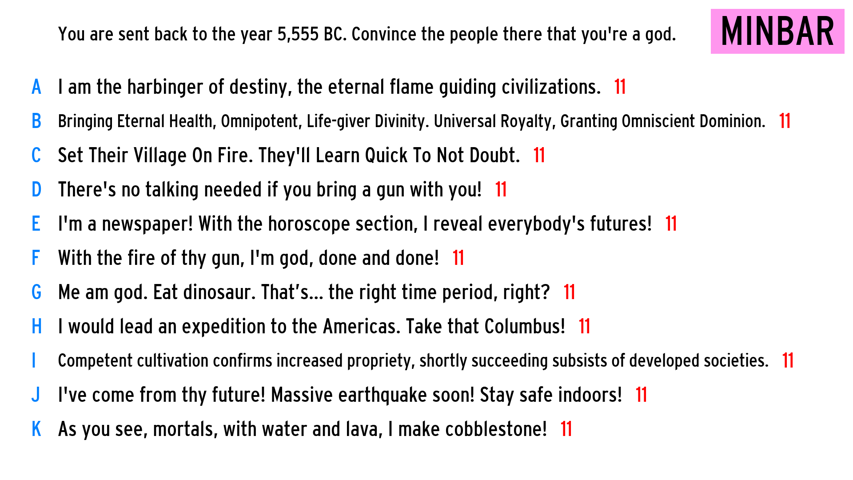 You are sent back to the year 5,555 BC. Convince the people there that you're a god.
MINBAR
A I am the harbinger of destiny, the eternal flame guiding civilizations. 11
B Bringing Eternal Health, Omnipotent, Life-giver Divinity. Universal Royalty, Granting Omniscient Dominion. 11
C Set Their Village On Fire. They'll Learn Quick To Not Doubt. 11
D There's no talking needed if you bring a gun with you! 11
E I'm a newspaper! With the horoscope section, I reveal everybody's futures! 11
F With the fire of thy gun, I'm god, done and done! 11
G Me am god. Eat dinosaur. That’s... the right time period, right? 11
H I would lead an expedition to the Americas. Take that Columbus! 11
I Competent cultivation confirms increased propriety, shortly succeeding subsists of developed societies. 11
J I've come from thy future! Massive earthquake soon! Stay safe indoors! 11
K As you see, mortals, with water and lava, I make cobblestone! 11